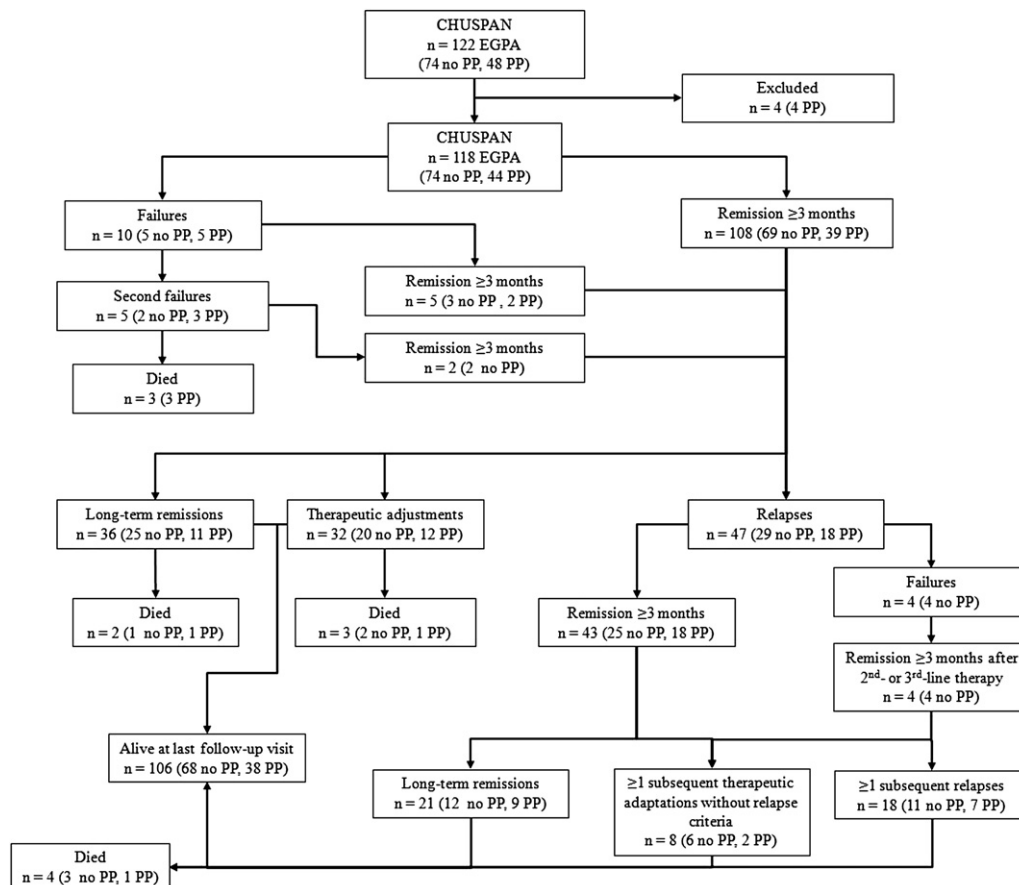 CHUSPAN
n = 122 EGPA
(74 no PP, 48 PP)
Excluded
n = 4 (4 PP)
CHUSPAN
n = 118 EGPA
(74 no PP, 44 PP)
Failures
n = 10 (5 no PP, 5 PP)
Remission ≥3 months
n = 108 (69 no PP, 39 PP)
Remission ≥3 months
n = 5 (3 no PP , 2 PP)
Second failures
n = 5 (2 no PP, 3 PP)
Remission ≥3 months
n = 2 (2 no PP)
Died
n = 3 (3 PP)
Long-term remissions
n = 36 (25 no PP, 11 PP)
Therapeutic adjustments
n = 32 (20 no PP, 12 PP)
Relapses
n = 47 (29 no PP, 18 PP)
Died
n = 2 (1 no PP, 1 PP)
Died
n = 3 (2 no PP, 1 PP)
Remission ≥3 months
n = 43 (25 no PP, 18 PP)
Failures
n = 4 (4 no PP)
Remission ≥3 months after
2nd- or 3rd-line therapy
n = 4 (4 no PP)
Alive at last follow-up visit
n = 106 (68 no PP, 38 PP)
Long-term remissions
n = 21 (12 no PP, 9 PP)
≥1 subsequent therapeutic
adaptations without relapse
criteria
n = 8 (6 no PP, 2 PP)
≥1 subsequent relapses
n = 18 (11 no PP, 7 PP)
Died
n = 4 (3 no PP, 1 PP)